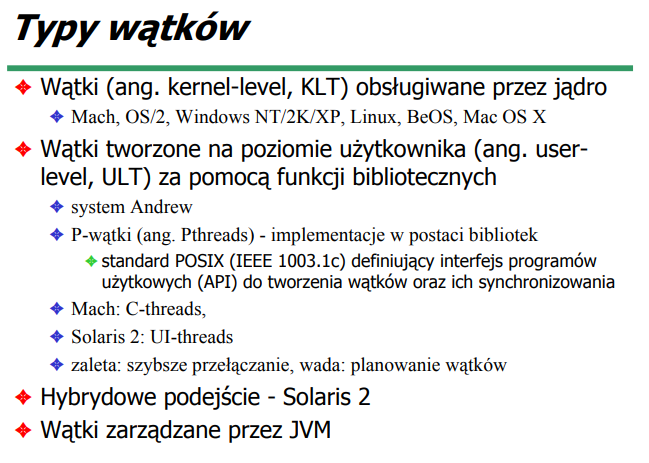 Typy wątków
Wątki (ang. kernel-level, KLT) obsługiwane przez jądro
Mach, OS/2, Windows NT/2K/XP, Linux, BeOS, Mac OS X
Wątki tworzone na poziomie użytkownika (ang. user-
level, ULT) za pomocą funkcji bibliotecznych
system Andrew
P-wątki (ang. Pthreads) - implementacje w postaci bibliotek
standard POSIX (IEEE 1003.1c) definiujący interfejs programów
użytkowych (API) do tworzenia wątków oraz ich synchronizowania
Mach: C-threads,
Solaris 2: UI-threads
zaleta: szybsze przełączanie, wada: planowanie wątków
Hybrydowe podejście - Solaris 2
Wątki zarządzane przez JVM